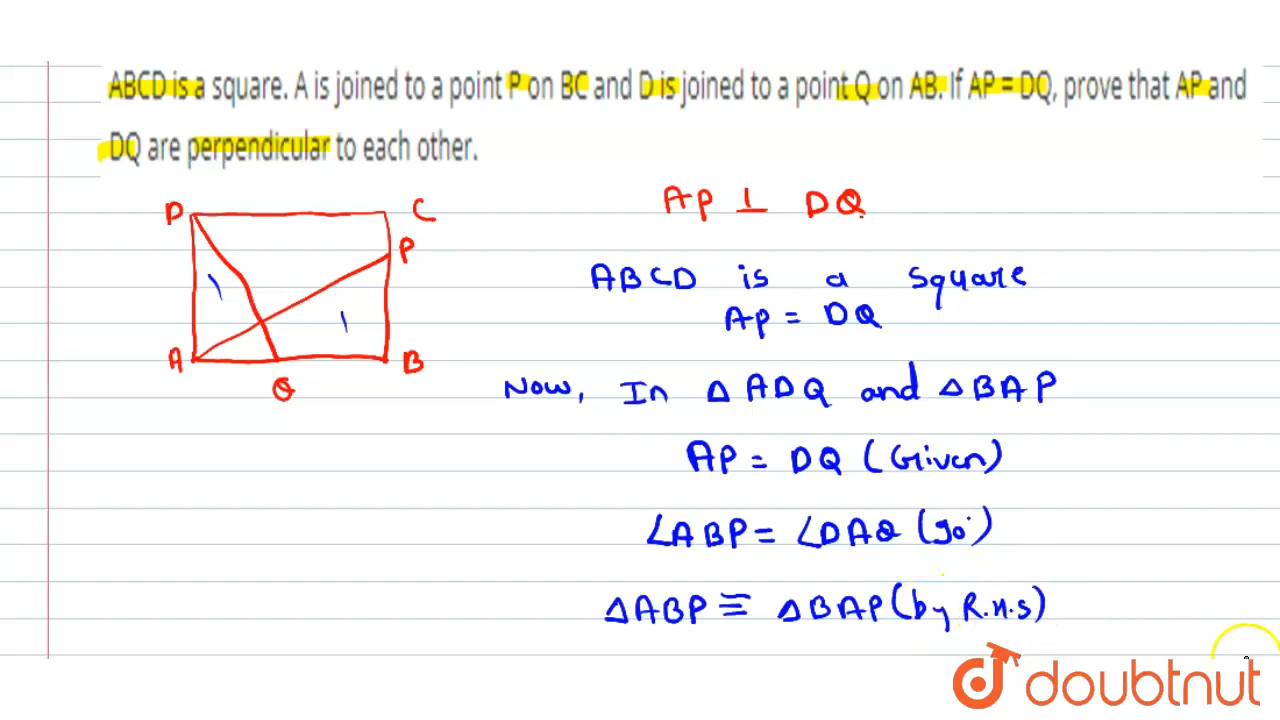 ABCD is a square. A is joined to a point P on BC and D is joined to a point Q on AB. If AP = DQ, prove that AP and
DQ are perpendicular to each other.
D C
P
A B
Q
AP ⊥ DQ
ABCD is a square
AP = DQ
Now, In Δ ADQ and Δ BAP
AP = DQ (Given)
∠ABP = ∠DAQ (90°)
ΔABP ≡ ΔBAP (by R.H.S)
doubtnut